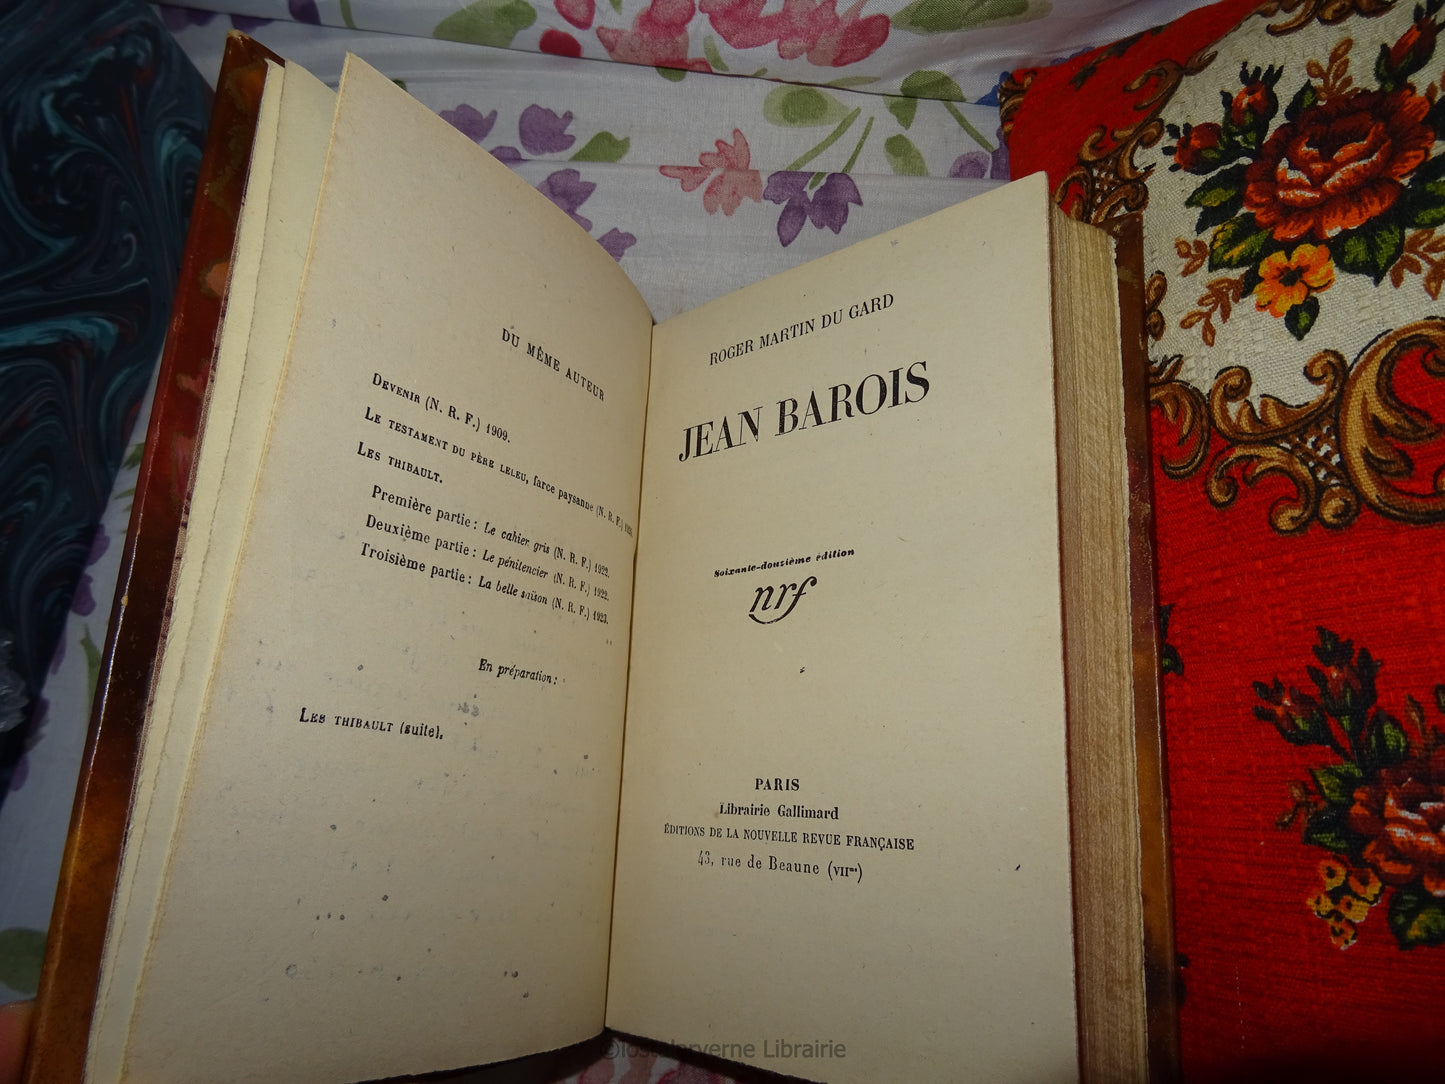 DU MÊME AUTEUR
DEVENIR (N. R. F.) 1909.
LE TESTAMENT DU PÈRE LELEU, farce paysanne (N. R. F.)
LES THIBAULT.
Première partie : Le cahier gris (N. R. F.) 1922.
Deuxième partie : Le pénitencier (N. R. F.) 1922.
Troisième partie : La belle saison (N. R. F.) 1923.
En préparation :
LES THIBAULT (suite).
ROGER MARTIN DU GARD
JEAN BAROIS
Soixante-douzième édition
nrf
PARIS
Librairie Gallimard
ÉDITIONS DE LA NOUVELLE REVUE FRANÇAISE
43, rue de Beaune (VIIme)
Librairie